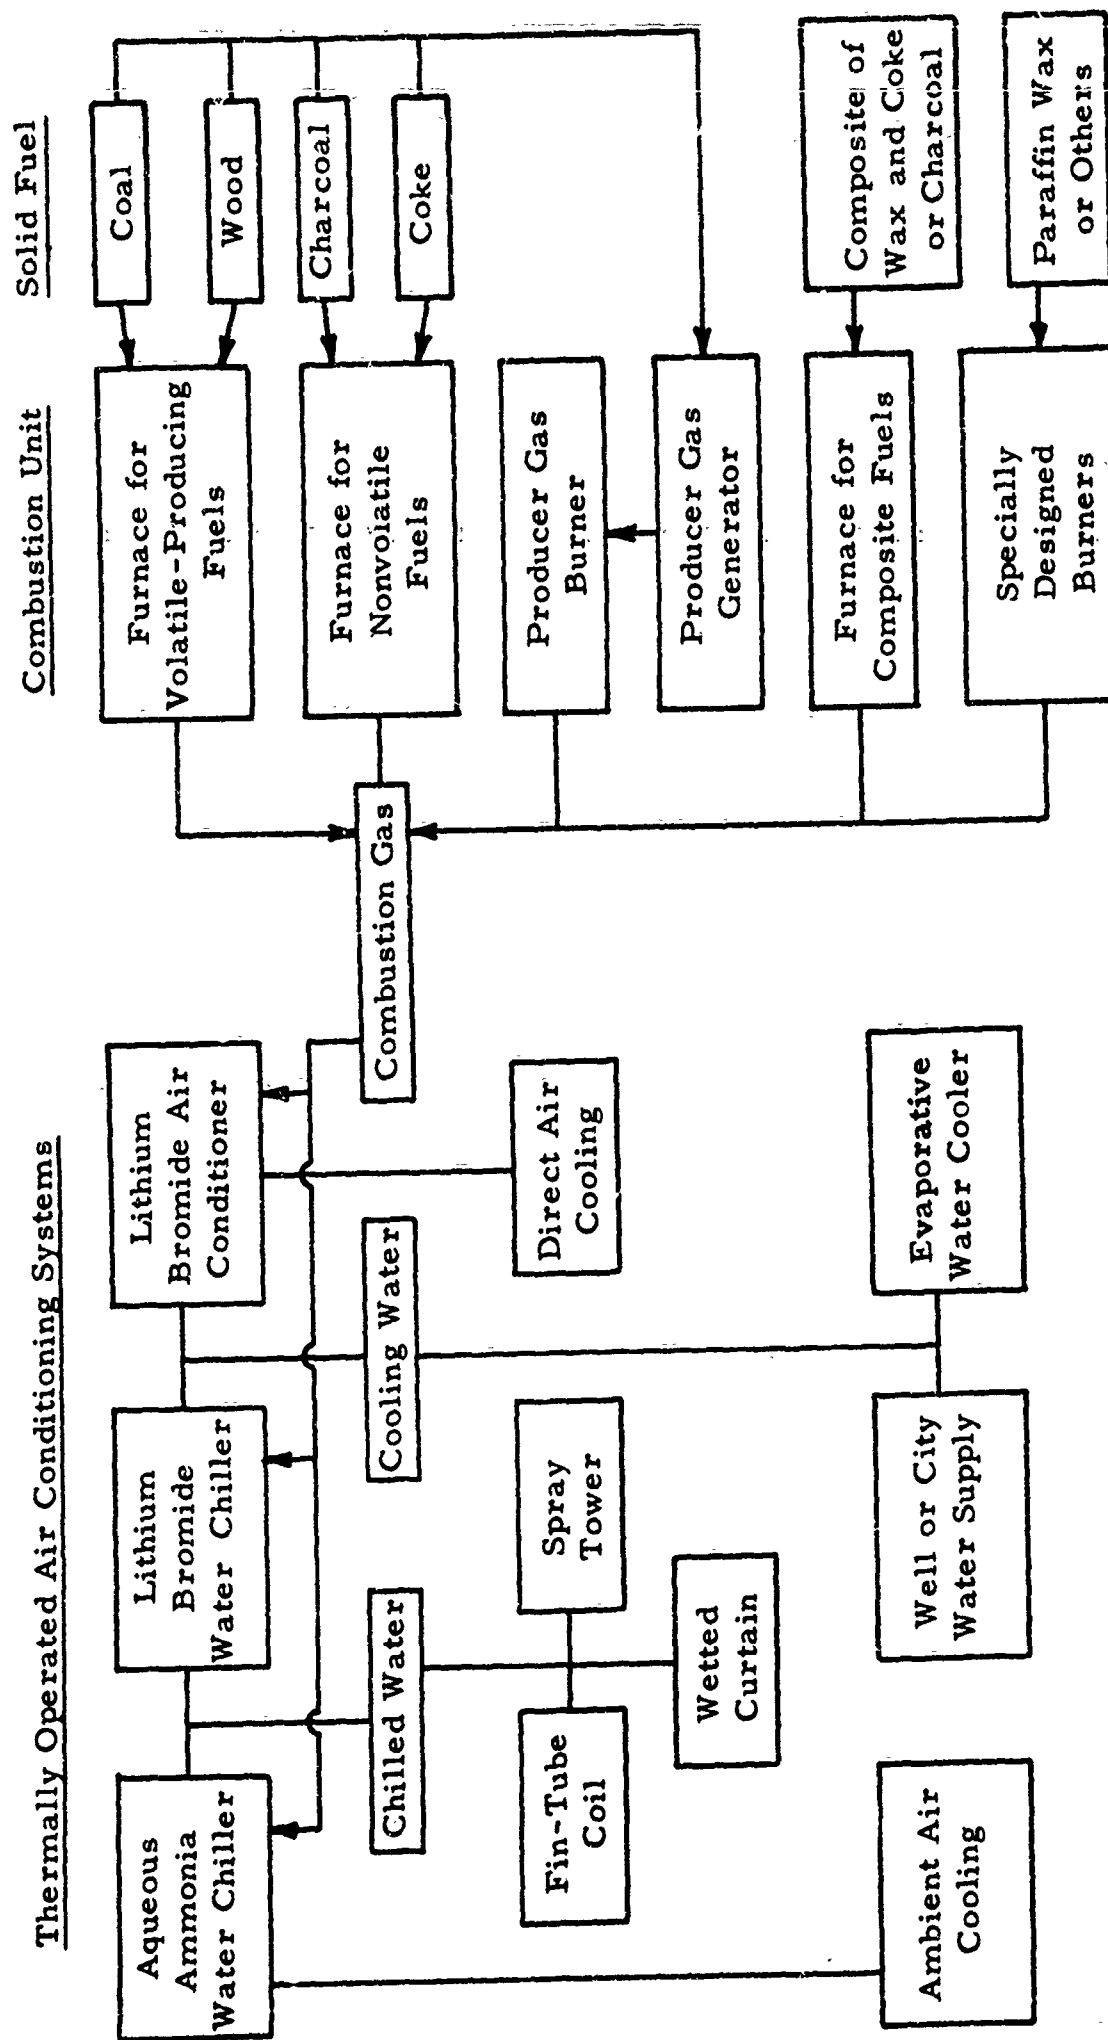 Thermally Operated Air Conditioning Systems
Combustion Unit
Solid Fuel
Aqueous
Ammonia
Water Chiller
Lithium
Bromide
Water Chiller
Lithium
Bromide Air
Conditioner
Furnace for
Volatile-Producing
Fuels
Coal
Wood
Chilled Water
Cooling Water
Combustion Gas
Furnace for
Nonvolatile
Fuels
Charcoal
Coke
Fin-Tube
Coil
Spray
Tower
Direct Air
Cooling
Producer Gas
Burner
Wetted
Curtain
Producer Gas
Generator
Ambient Air
Cooling
Well or City
Water Supply
Evaporative
Water Cooler
Furnace for
Composite Fuels
Composite of
Wax and Coke
or Charcoal
Specially
Designed
Burners
Paraffin Wax
or Others